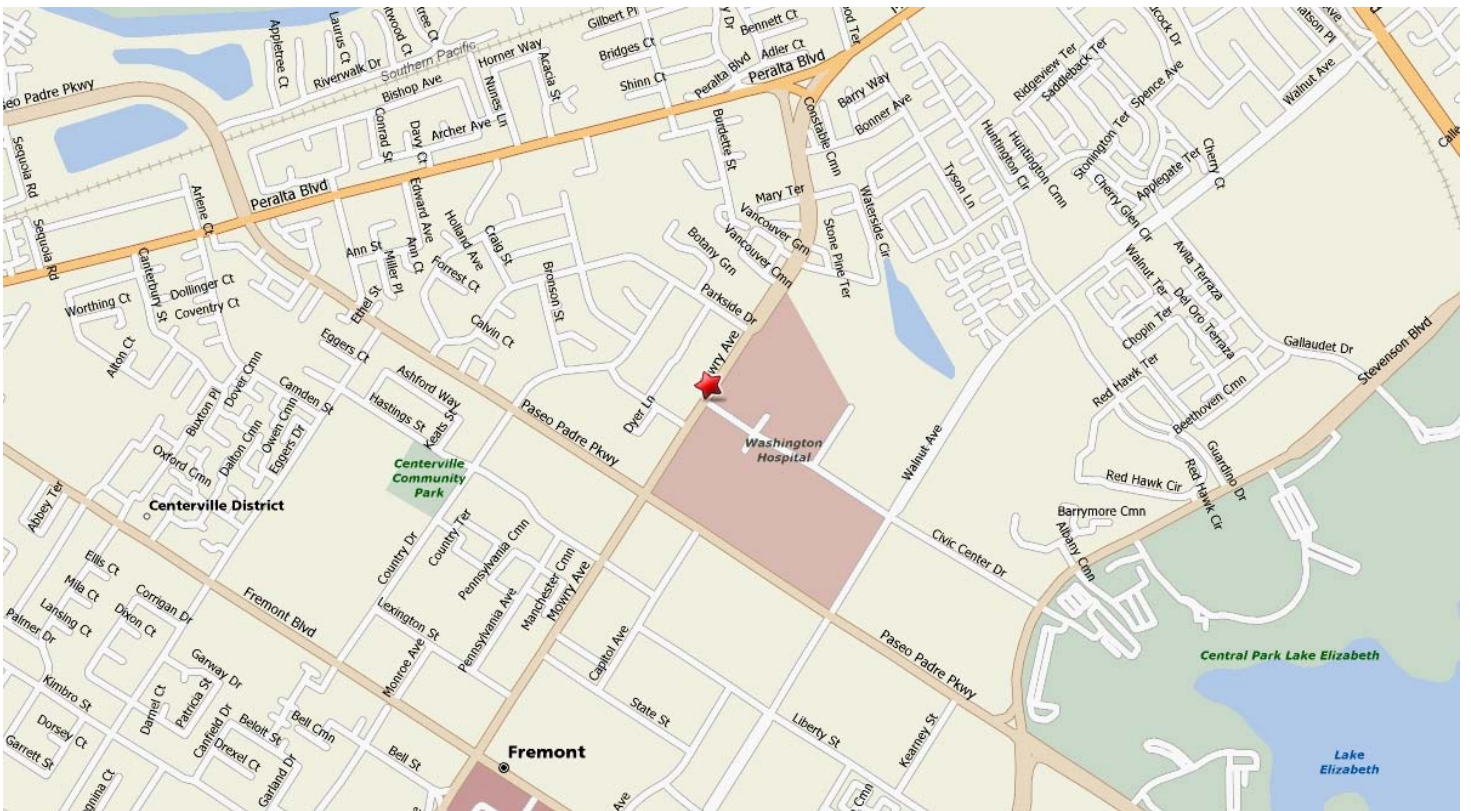 Gilbert Pl
Bennett Ct
Bridges Ct
Adler Ct
Appletree Ct
Laurus Ct
Riverwalk Dr
Southern Pacific
Horner Way
Acacia St
Nunes Ln
Bishop Ave
Shinn Ct
Peralta Blvd
Peralta Blvd
Barry Way
Bonner Ave
Constable Cmn
Ridgeview Ter
Saddleback Ter
Spence Ave
Walnut Ave
Conrad St
Davy Ct
Archer Ave
Burdette St
Huntington Cir
Huntington Cmn
Stonington Ter
Applegate Ter
Cherry Ct
Cherry Glen Cir
Sequoia Rd
Arlene Ct
Peralta Blvd
Edward Ave
Holland Ave
Craig St
Mary Ter
Tyson Ln
Waterside Cir
Vancouver Grn
Vancouver Cmn
Stone Pine Ter
Sequoia Rd
Canterbury St
Ann St
Miller Pl
Ann Ct
Forrest Ct
Bronson St
Botany Grn
Parkside Dr
Walnut Ter
Avila Terraza
Del Oro Terraza
Chopin Ter
Worthing Ct
Dollinger Ct
Coventry Ct
Ethel St
Calvin Ct
Gallaudet Dr
Stevenson Blvd
Alton Ct
Eggers Ct
Ashford Way
Red Hawk Ter
Beethoven Cmn
Buxton Pl
Dover Cmn
Camden St
Hastings St
Keats St
Paseo Padre Pkwy
Dyer Ln
Washington
Hospital
Walnut Ave
Oxford Cmn
Dalton Cmn
Owen Cmn
Eggers Dr
Centerville
Community
Park
Red Hawk Cir
Red Hawk Cir
Guardino Dr
Abbey Ter
Centerville District
Barrymore Cmn
Albany Cmn
Civic Center Dr
Country Dr
Country Ter
Pennsylvania Cmn
Manchester Cmn
Mowry Ave
Pennsylvania Ave
Ellis Ct
Mila Ct
Lansing Ct
Dixon Ct
Corrigan Dr
Fremont Blvd
Lexington St
Monroe Ave
Capitol Ave
Paseo Padre Pkwy
Palmer Dr
Central Park Lake Elizabeth
Kimbro St
Garway Dr
Darnel Ct
Patricia St
Canfield Dr
Beloit St
Bell Cmn
State St
Liberty St
Kearney St
Dorsey Ct
Garrett St
Drexel Ct
Garland Dr
Bell St
Fremont
Lake
Elizabeth